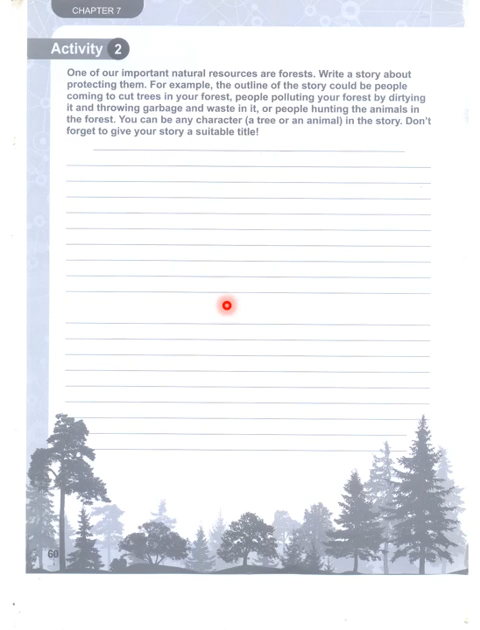 CHAPTER 7
Activity 2
One of our important natural resources are forests. Write a story about
protecting them. For example, the outline of the story could be people
coming to cut trees in your forest, people polluting your forest by dirtying
it and throwing garbage and waste in it, or people hunting the animals in
the forest. You can be any character (a tree or an animal) in the story. Don't
forget to give your story a suitable title!
60